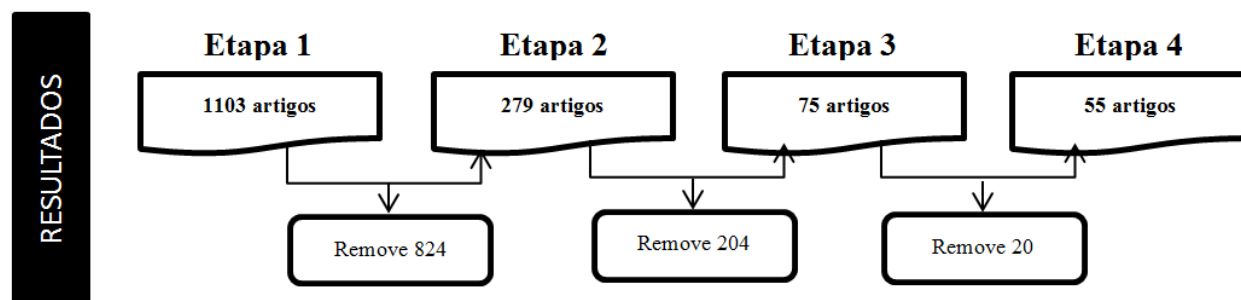 RESULTADOS
Etapa 1
Etapa 2
Etapa 3
Etapa 4
1103 artigos
279 artigos
75 artigos
55 artigos
Remove 824
Remove 204
Remove 20